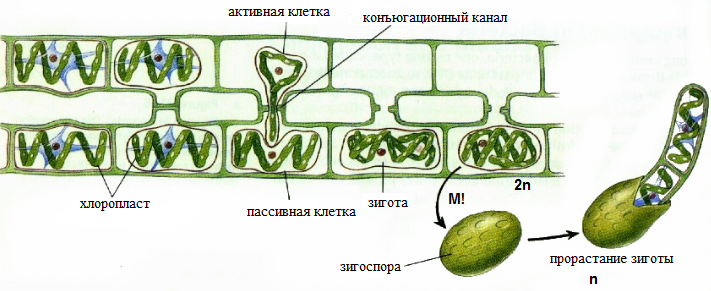 активная клетка
конъюгационный канал
хлоропласт
пассивная клетка
зигота
2n
M!
зигоспора
прорастание зиготы
n